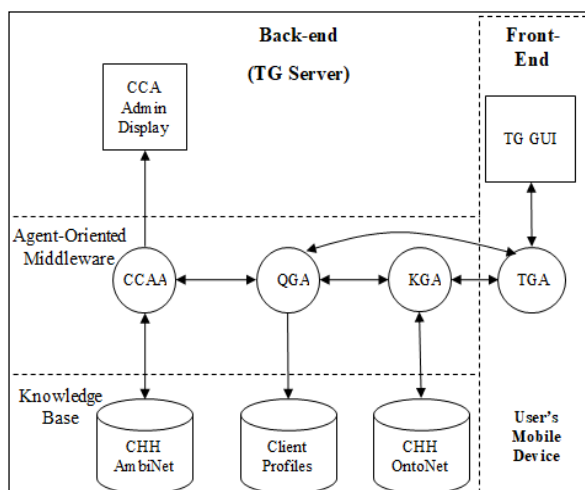 Back-end
(TG Server)
Front-
End
CCA
Admin
Display
TG GUI
Agent-Oriented
Middleware
CCAA
QGA
KGA
TGA
Knowledge
Base
CHH
AmbiNet
Client
Profiles
CHH
OntoNet
User's
Mobile
Device